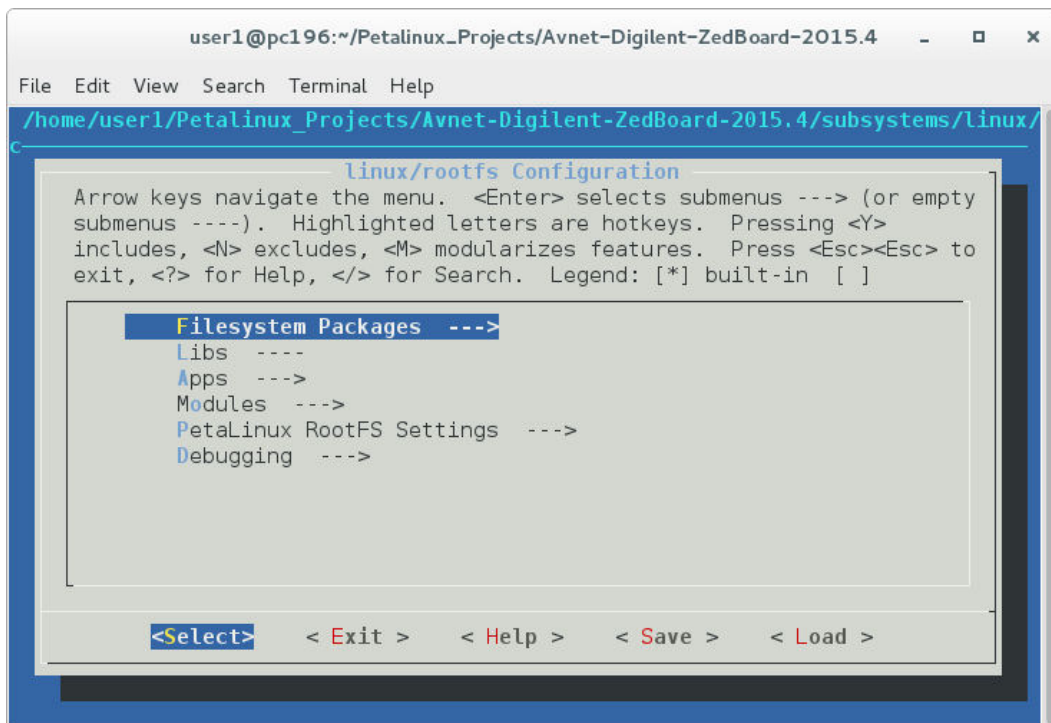 user1@pc196:~/Petalinux_Projects/Avnet-Digilent-ZedBoard-2015.4
File Edit View Search Terminal Help
/home/user1/Petalinux_Projects/Avnet-Digilent-ZedBoard-2015.4/subsystems/linux/
c
linux/rootfs Configuration
Arrow keys navigate the menu. <Enter> selects submenus ---> (or empty
submenus ----). Highlighted letters are hotkeys. Pressing <Y>
includes, <N> excludes, <M> modularizes features. Press <Esc><Esc> to
exit, <?> for Help, </> for Search. Legend: [*] built-in [ ]
Filesystem Packages --->
Libs ----
Apps --->
Modules --->
PetaLinux RootFS Settings --->
Debugging --->
<Select> < Exit > < Help > < Save > < Load >